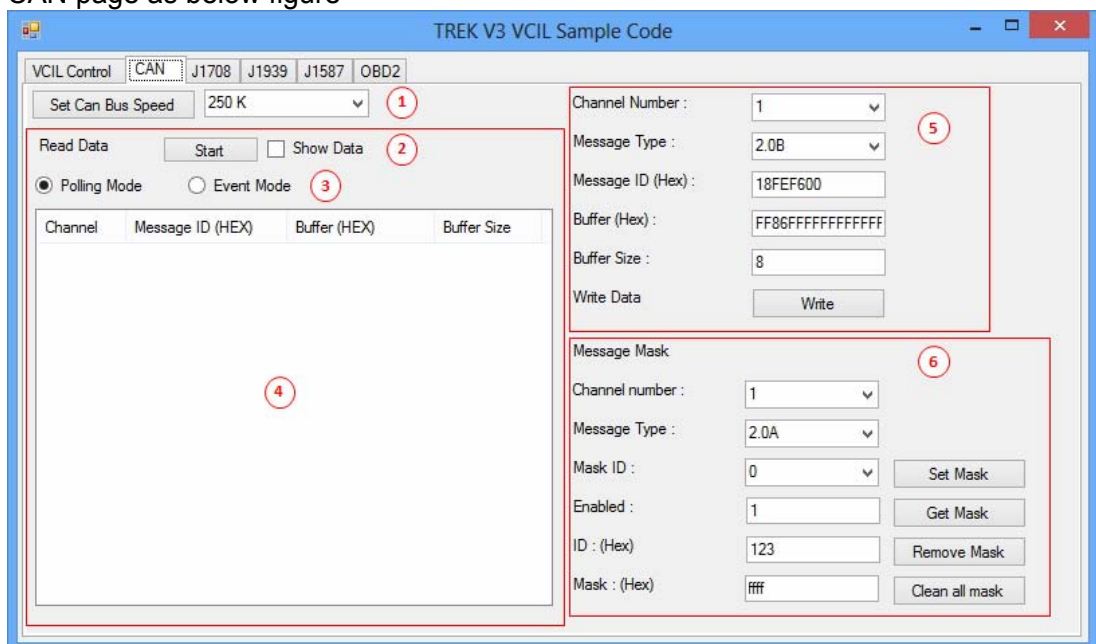 CAN page as below figure
TREK V3 VCIL Sample Code
VCIL Control CAN J1708 J1939 J1587 OBD2
Set Can Bus Speed 250 K 1
Read Data Start Show Data 2
Polling Mode Event Mode 3
Channel Message ID (HEX) Buffer (HEX) Buffer Size
4
Channel Number : 1
5
Message Type : 2.0B
Message ID (Hex) : 18FEF600
Buffer (Hex) : FF86FFFFFFFFFFFF
Buffer Size : 8
Write Data Write
Message Mask
6
Channel number : 1
Message Type : 2.0A
Mask ID : 0 Set Mask
Enabled : 1 Get Mask
ID : (Hex) 123 Remove Mask
Mask : (Hex) ffff Clean all mask